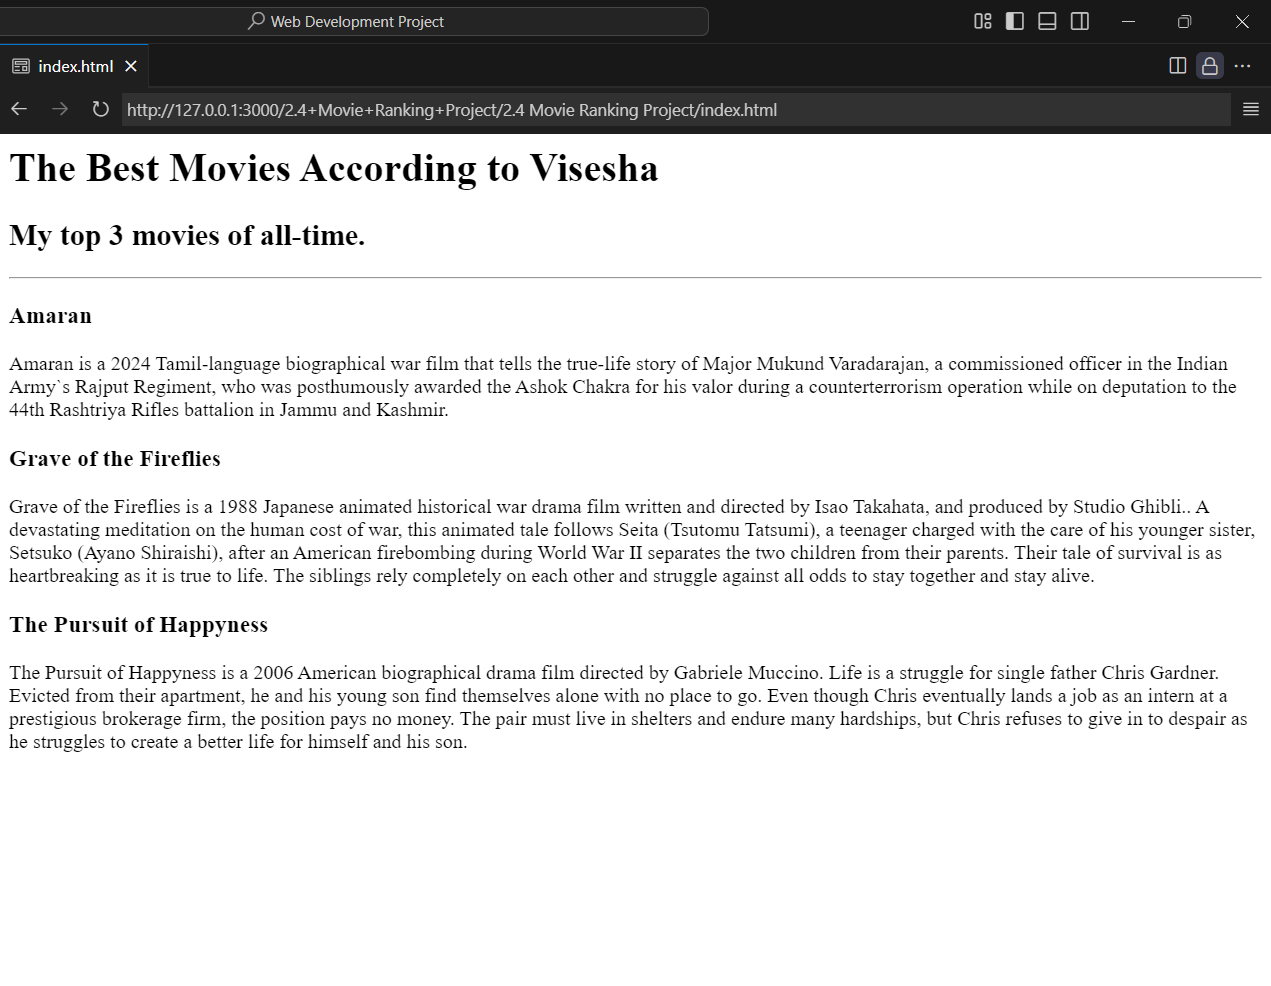 Web Development Project
index.html
http://127.0.0.1:3000/2.4+Movie+Ranking+Project/2.4 Movie Ranking Project/index.html
The Best Movies According to Visesha
My top 3 movies of all-time.
Amaran
Amaran is a 2024 Tamil-language biographical war film that tells the true-life story of Major Mukund Varadarajan, a commissioned officer in the Indian
Army`s Rajput Regiment, who was posthumously awarded the Ashok Chakra for his valor during a counterterrorism operation while on deputation to the
44th Rashtriya Rifles battalion in Jammu and Kashmir.
Grave of the Fireflies
Grave of the Fireflies is a 1988 Japanese animated historical war drama film written and directed by Isao Takahata, and produced by Studio Ghibli.. A
devastating meditation on the human cost of war, this animated tale follows Seita (Tsutomu Tatsumi), a teenager charged with the care of his younger sister,
Setsuko (Ayano Shiraishi), after an American firebombing during World War II separates the two children from their parents. Their tale of survival is as
heartbreaking as it is true to life. The siblings rely completely on each other and struggle against all odds to stay together and stay alive.
The Pursuit of Happyness
The Pursuit of Happyness is a 2006 American biographical drama film directed by Gabriele Muccino. Life is a struggle for single father Chris Gardner.
Evicted from their apartment, he and his young son find themselves alone with no place to go. Even though Chris eventually lands a job as an intern at a
prestigious brokerage firm, the position pays no money. The pair must live in shelters and endure many hardships, but Chris refuses to give in to despair as
he struggles to create a better life for himself and his son.